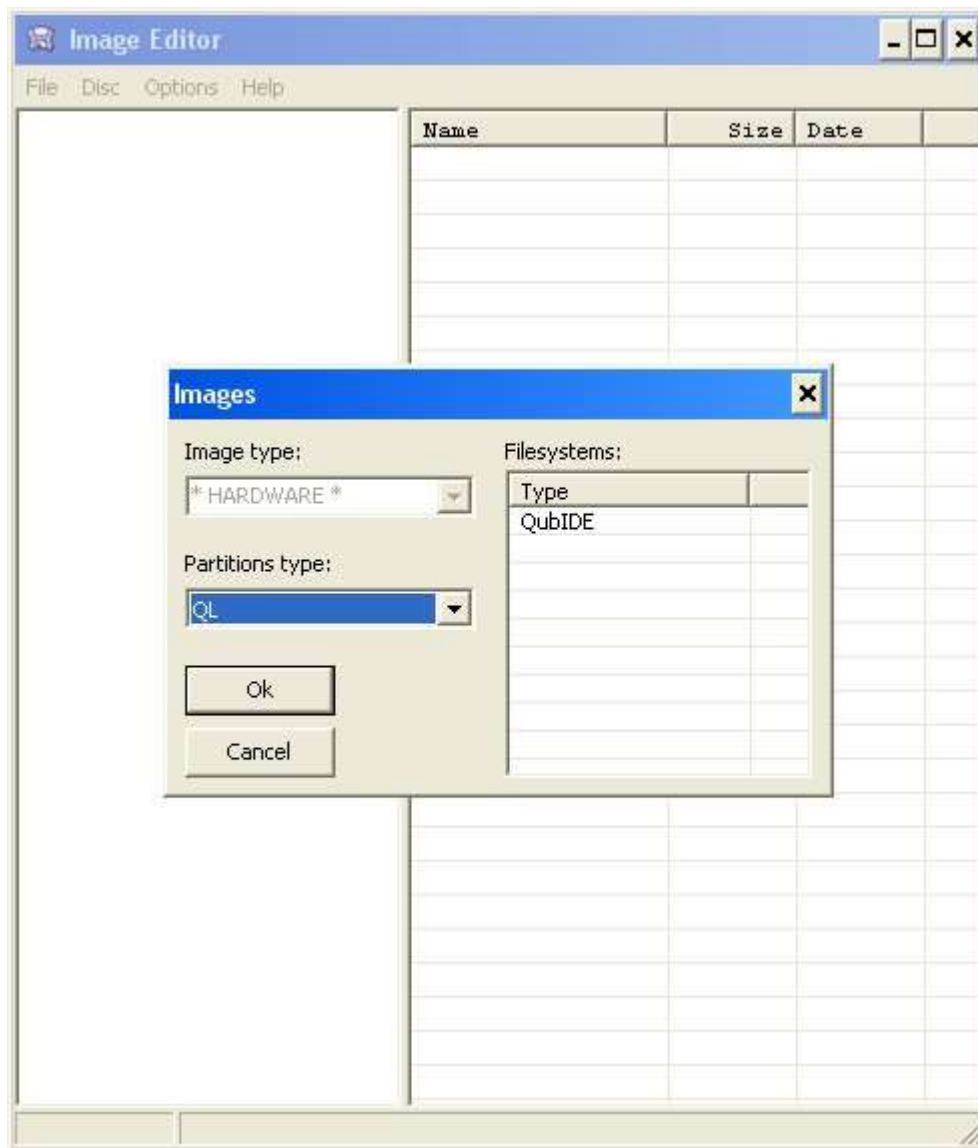 Image Editor
File Disc Options Help
Name Size Date
Images
Image type:
* HARDWARE *
Partitions type:
QL
Ok
Cancel
Filesystems:
Type
QubIDE